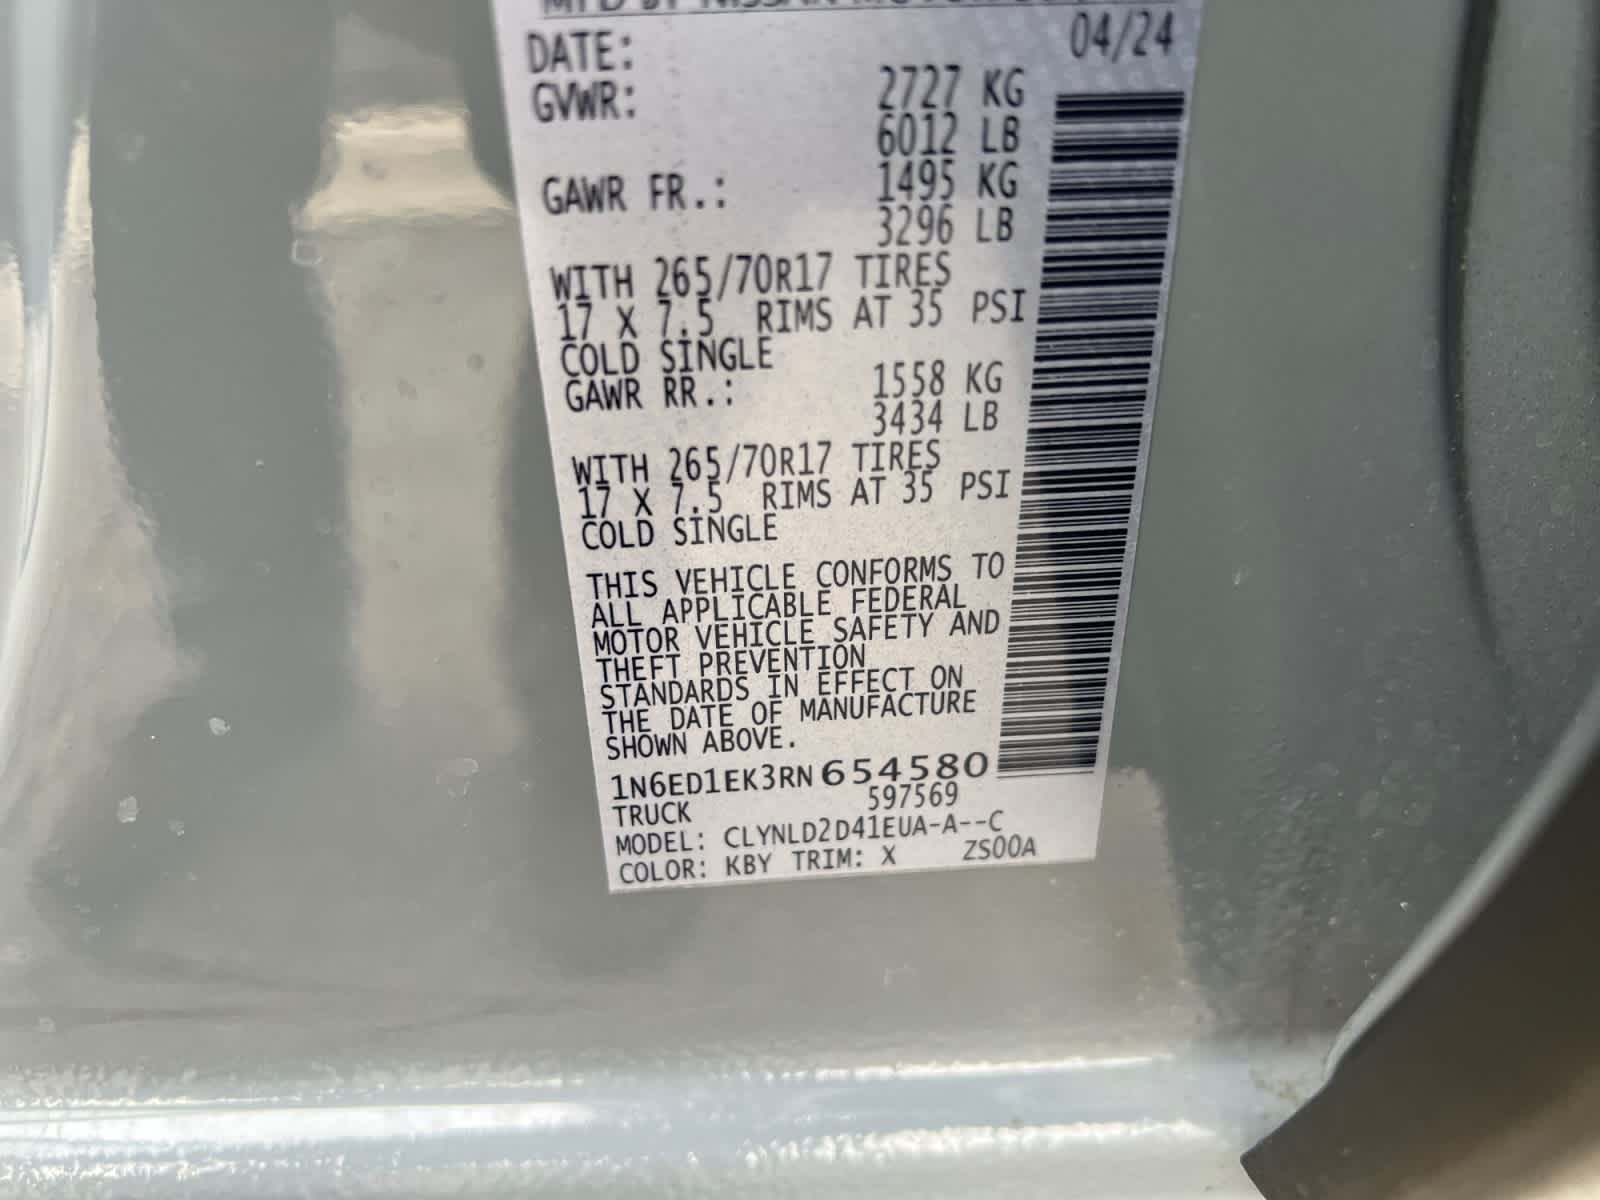 MFD BY NISSAN MOTOR
DATE: 04/24
GVWR: 2727 KG
6012 LB
GAWR FR.: 1495 KG
3296 LB
WITH 265/70R17 TIRES
17 X 7.5 RIMS AT 35 PSI
COLD SINGLE
GAWR RR.: 1558 KG
3434 LB
WITH 265/70R17 TIRES
17 X 7.5 RIMS AT 35 PSI
COLD SINGLE
THIS VEHICLE CONFORMS TO
ALL APPLICABLE FEDERAL
MOTOR VEHICLE SAFETY AND
THEFT PREVENTION
STANDARDS IN EFFECT ON
THE DATE OF MANUFACTURE
SHOWN ABOVE.
1N6ED1EK3RN654580
TRUCK 597569
MODEL: CLYNLD2D41EUA-A--C
COLOR: KBY TRIM: X ZS00A